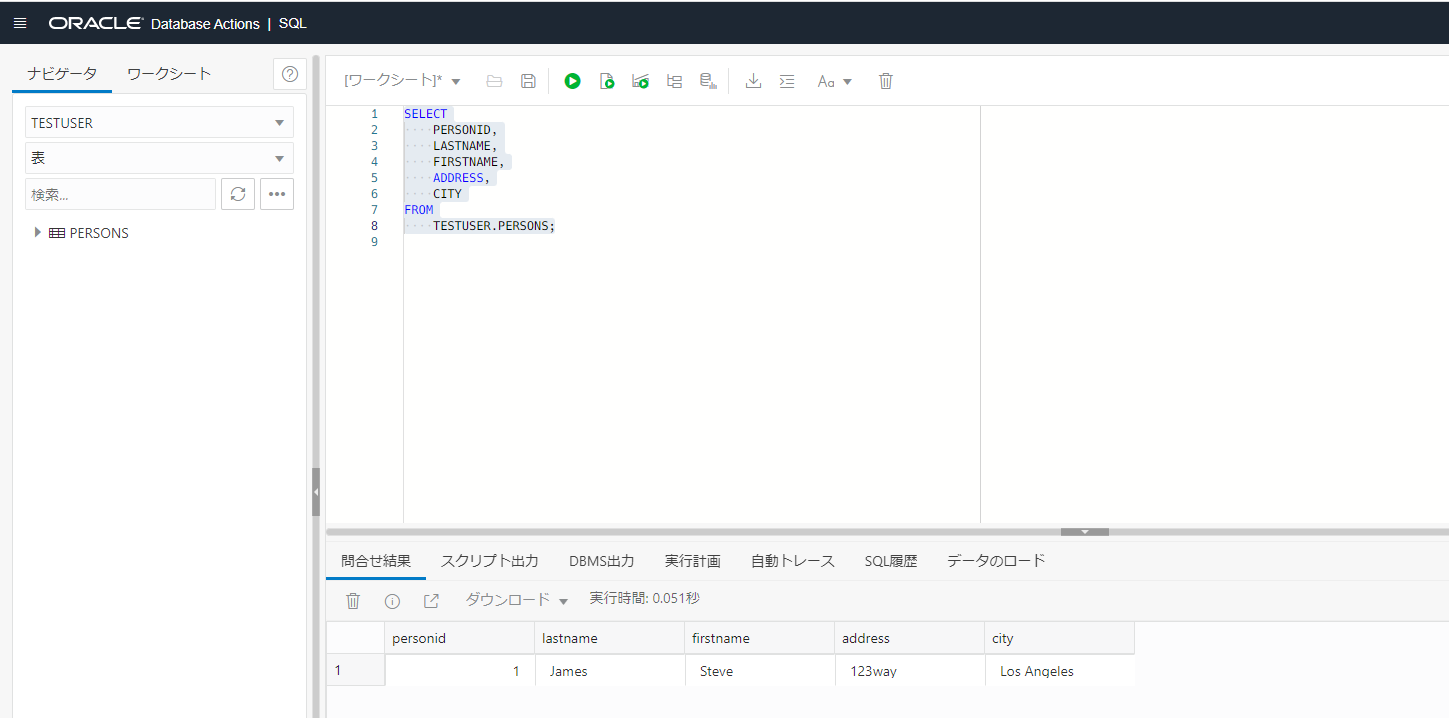 ORACLE Database Actions | SQL
ナビゲータ ワークシート ?
TESTUSER
表
検索...
PERSONS
[ワークシート]* Aa
1 SELECT
2 PERSONID,
3 LASTNAME,
4 FIRSTNAME,
5 ADDRESS,
6 CITY
7 FROM
8 TESTUSER.PERSONS;
9
問合せ結果 スクリプト出力 DBMS出力 実行計画 自動トレース SQL履歴 データのロード
ダウンロード 実行時間: 0.051秒
personid lastname firstname address city
1 1 James Steve 123way Los Angeles